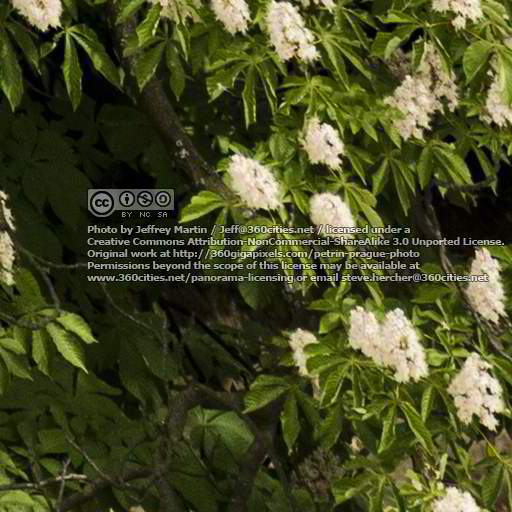 cc
BY NC SA
Photo by Jeffrey Martin / Jeff@360cities.net / licensed under a
Creative Commons Attribution-NonCommercial-ShareAlike 3.0 Unported License.
Original work at http://360gigapixels.com/petrin-prague-photo
Permissions beyond the scope of this license may be available at
www.360cities.net/panorama-licensing or email steve.hercher@360cities.net